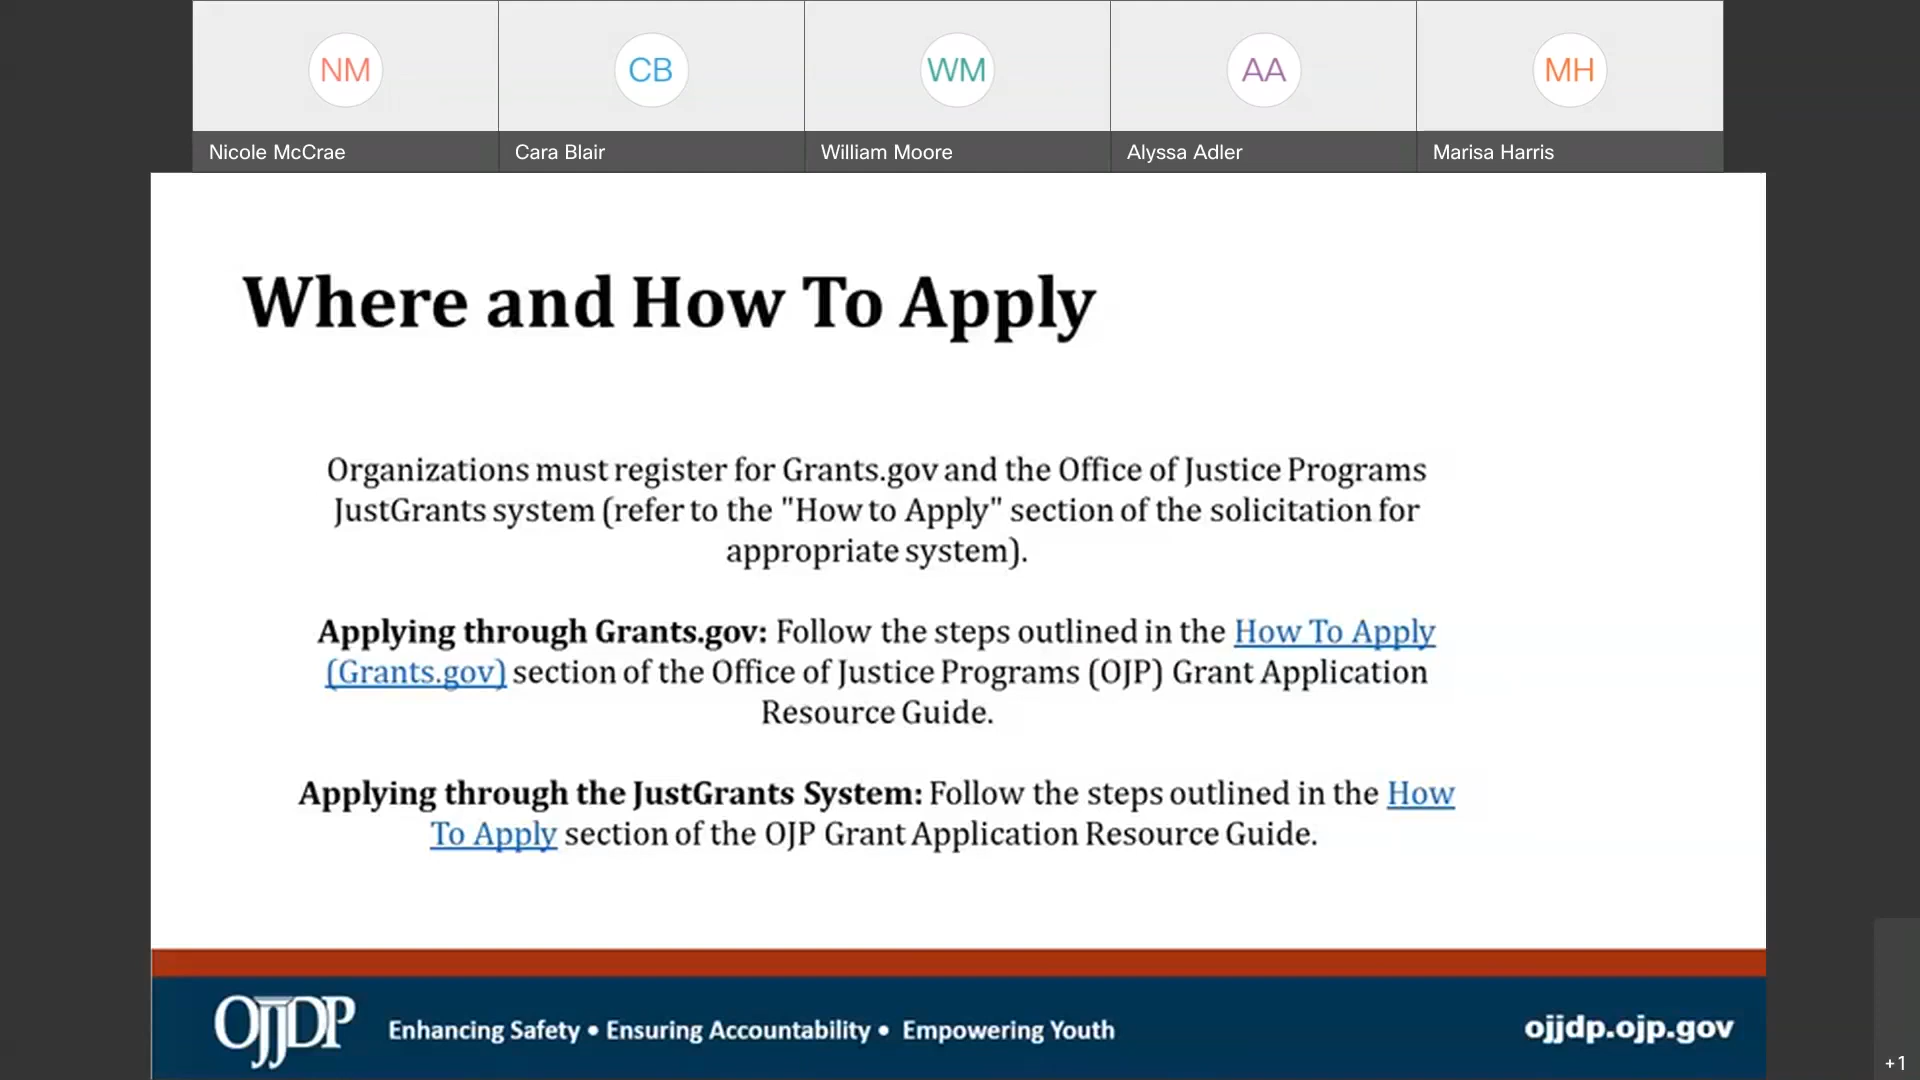 NM
CB
WM
AA
MH
Nicole McCrae
Cara Blair
William Moore
Alyssa Adler
Marisa Harris
Where and How To Apply
Organizations must register for Grants.gov and the Office of Justice Programs
JustGrants system (refer to the "How to Apply" section of the solicitation for
appropriate system).
Applying through Grants.gov: Follow the steps outlined in the How To Apply
(Grants.gov) section of the Office of Justice Programs (OJP) Grant Application
Resource Guide.
Applying through the JustGrants System: Follow the steps outlined in the How
To Apply section of the OJP Grant Application Resource Guide.
OJJDP
Enhancing Safety • Ensuring Accountability • Empowering Youth
ojjdp.ojp.gov
+1